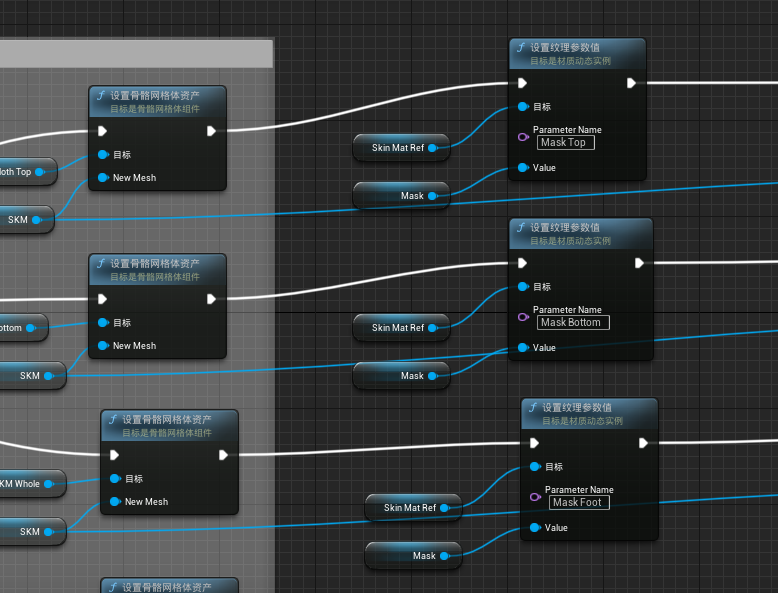 设置纹理参数值
目标是材质动态实例
目标
Parameter Name
Mask Top
Value
Skin Mat Ref
Mask
设置骨骼网格体资产
目标是骨骼网格体组件
目标
New Mesh
loth Top
SKM
设置纹理参数值
目标是材质动态实例
目标
Parameter Name
Mask Bottom
Value
Skin Mat Ref
Mask
设置骨骼网格体资产
目标是骨骼网格体组件
目标
New Mesh
ottom
SKM
设置纹理参数值
目标是材质动态实例
目标
Parameter Name
Mask Foot
Value
Skin Mat Ref
Mask
设置骨骼网格体资产
目标是骨骼网格体组件
目标
New Mesh
KM Whole
SKM
设置骨骼网格体资产